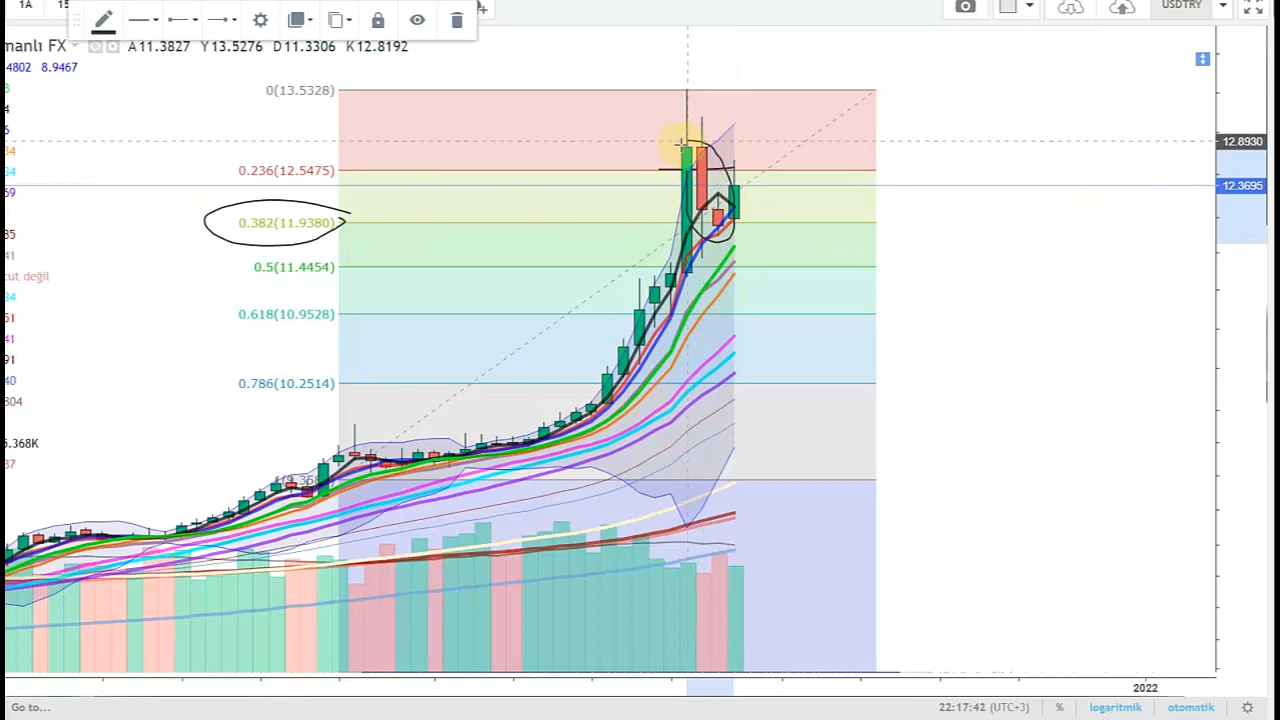 1A
USDTRY
manlı FX A11.3827 Y13.5276 D11.3306 K12.8192
4802 8.9467
0(13.5328)
12.8930
0.236(12.5475)
12.3695
0.382(11.9380)
0.5(11.4454)
cut değil
0.618(10.9528)
0.786(10.2514)
804
5.368K
2022
Go to...
22:17:42 (UTC+3) % logaritmik otomatik